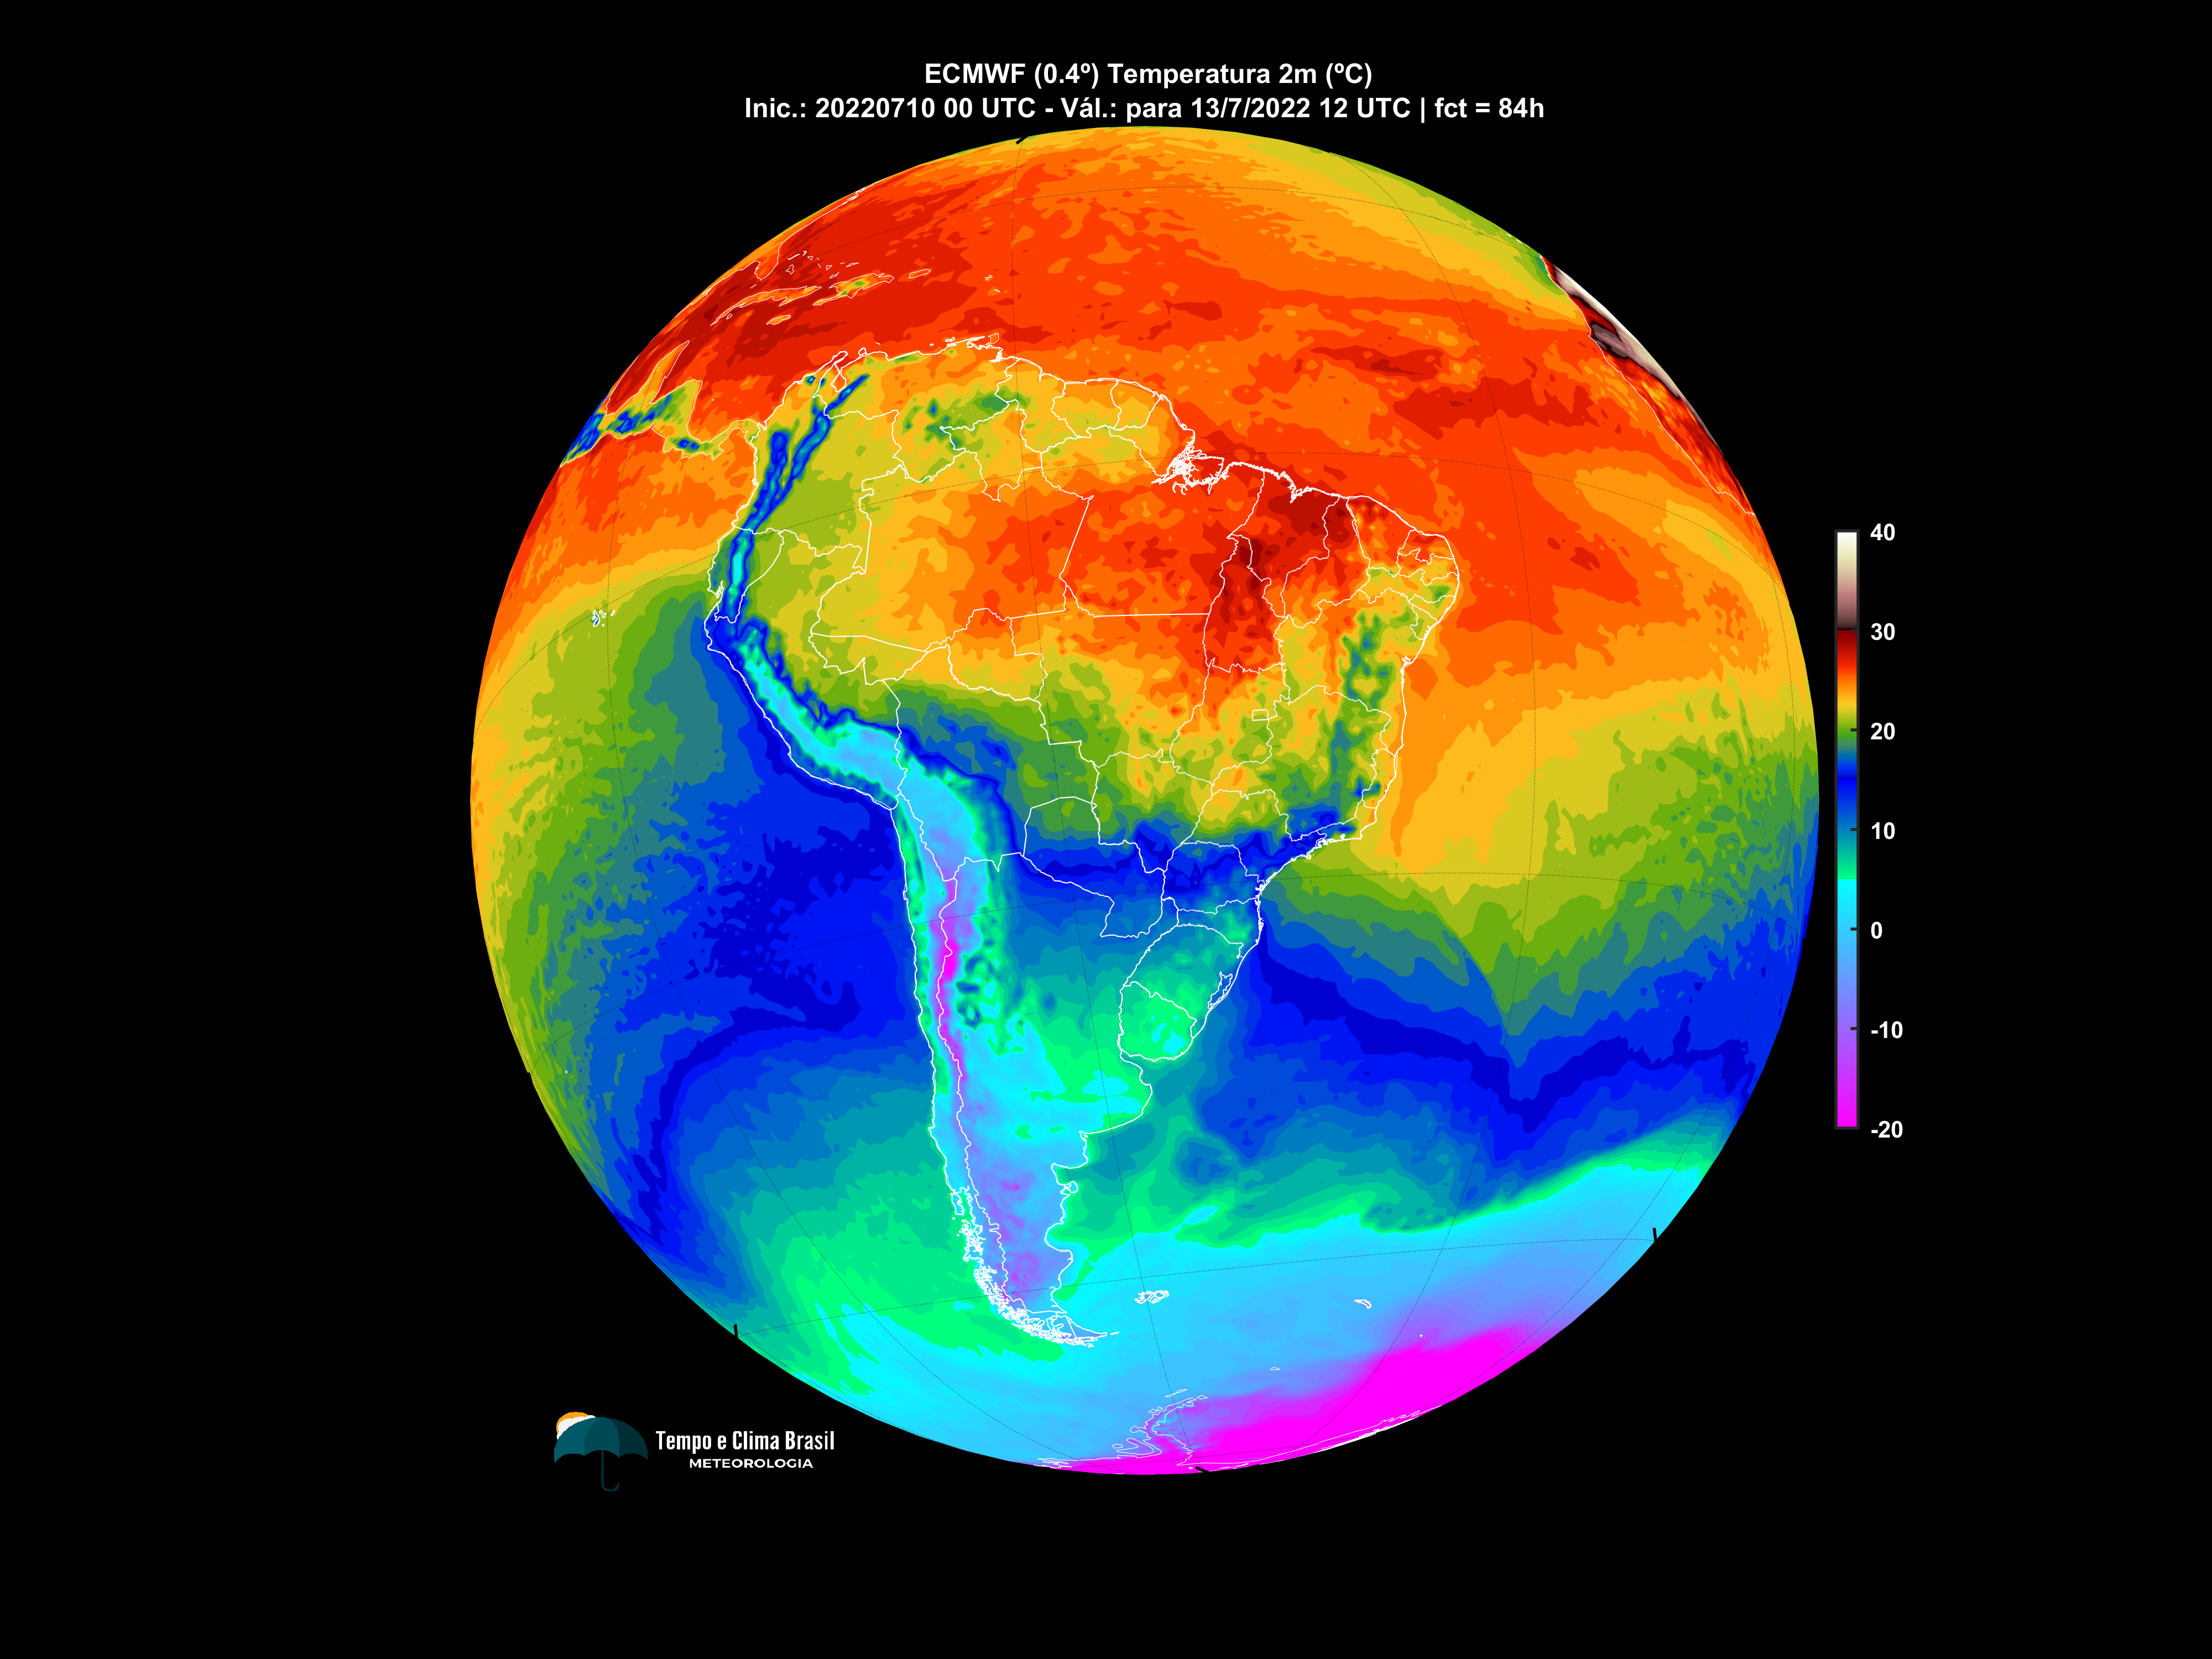 ECMWF (0.4º) Temperatura 2m (ºC)
Inic.: 20220710 00 UTC - Vál.: para 13/7/2022 12 UTC | fct = 84h
40
30
20
10
0
-10
-20
Tempo e Clima Brasil
METEOROLOGIA